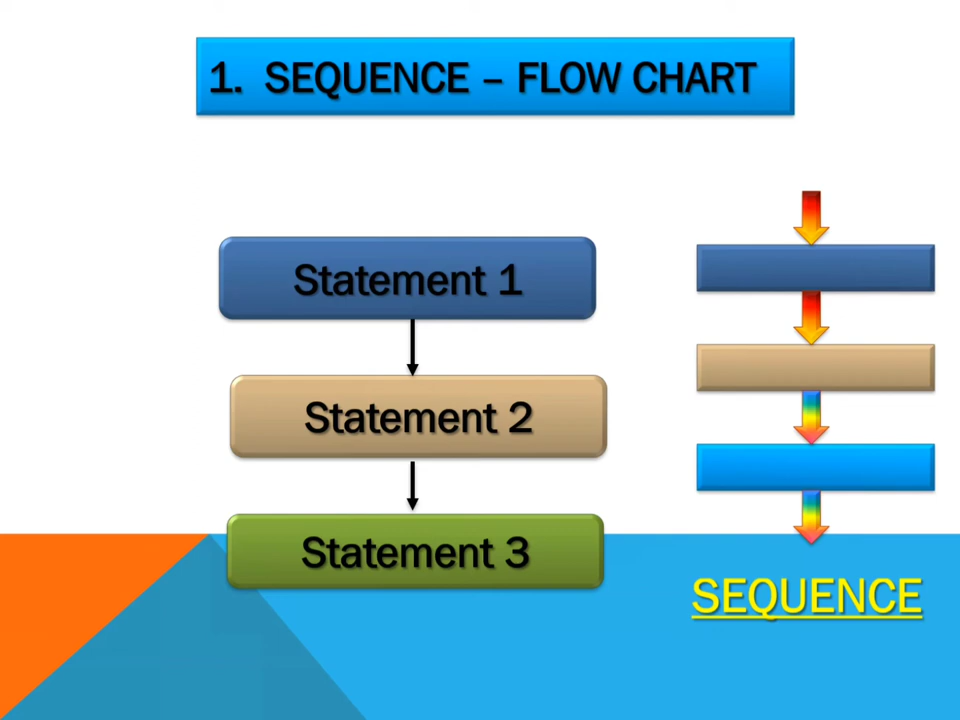 1. SEQUENCE – FLOW CHART
Statement 1
Statement 2
Statement 3
SEQUENCE